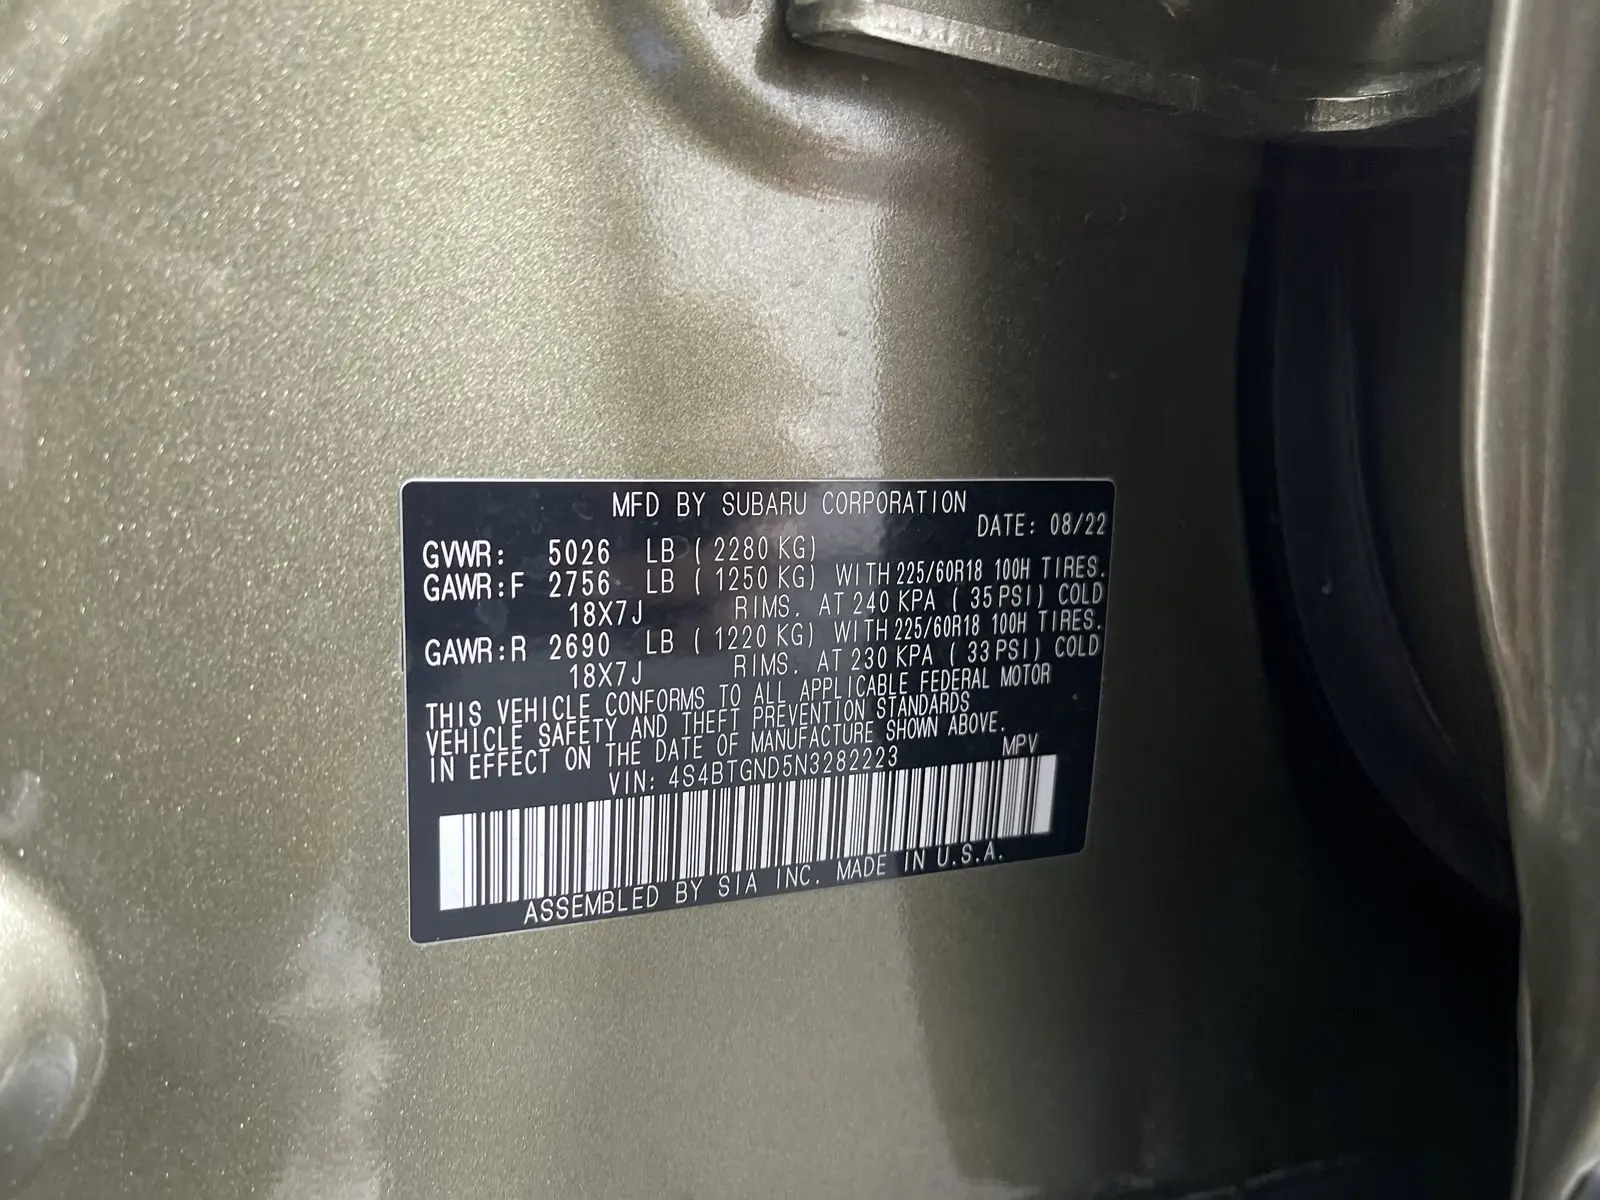 MFD BY SUBARU CORPORATION
DATE: 08/22
GVWR: 5026 LB ( 2280 KG)
GAWR:F 2756 LB ( 1250 KG) WITH 225/60R18 100H TIRES.
18X7J RIMS. AT 240 KPA ( 35 PSI) COLD
GAWR:R 2690 LB ( 1220 KG) WITH 225/60R18 100H TIRES.
18X7J RIMS. AT 230 KPA ( 33 PSI) COLD
THIS VEHICLE CONFORMS TO ALL APPLICABLE FEDERAL MOTOR
VEHICLE SAFETY AND THEFT PREVENTION STANDARDS
IN EFFECT ON THE DATE OF MANUFACTURE SHOWN ABOVE.
VIN: 4S4BTGND5N3282223 MPV
ASSEMBLED BY SIA INC. MADE IN U.S.A.